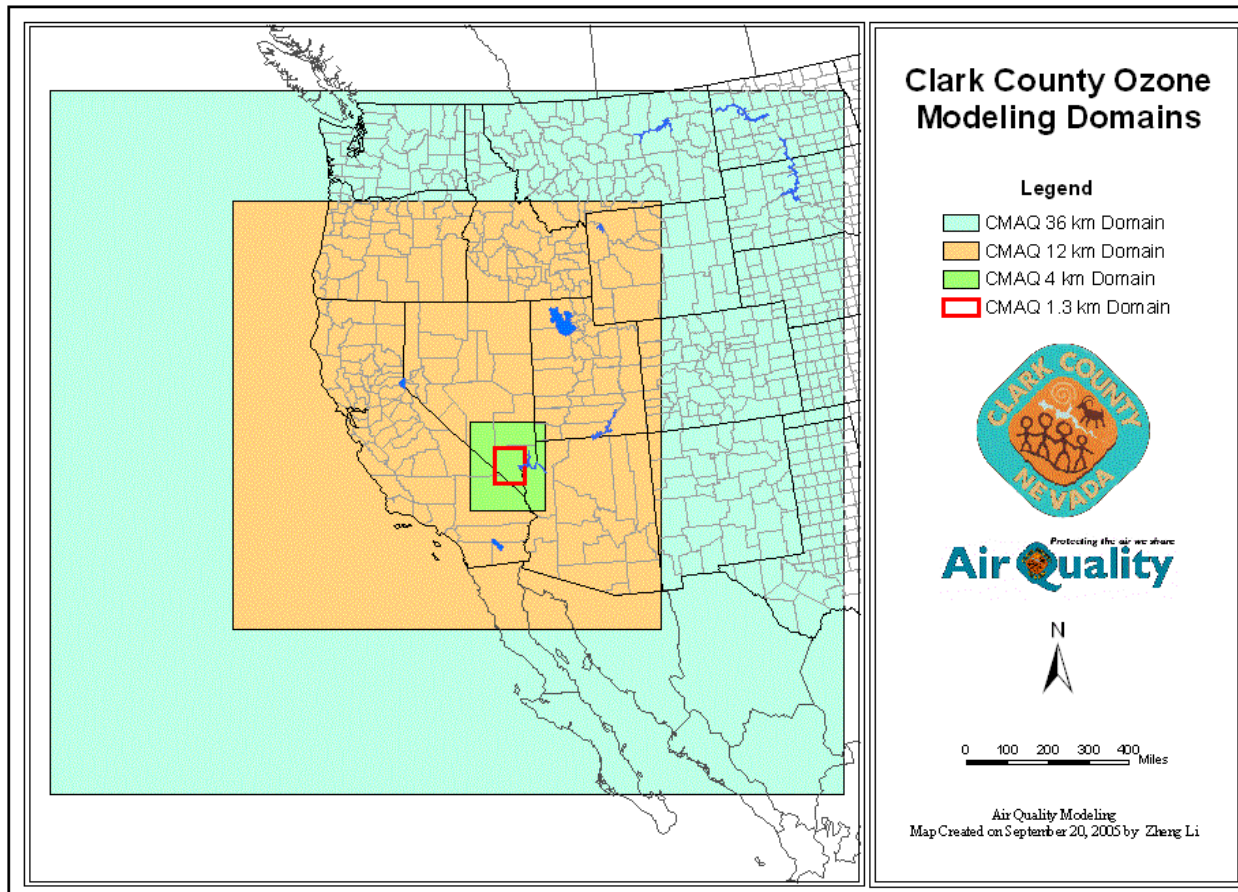 Clark County Ozone
Modeling Domains
Legend
CMAQ 36 km Domain
CMAQ 12 km Domain
CMAQ 4 km Domain
CMAQ 1.3 km Domain
CLARK COUNTY
NEVADA
Protecting the air we share
Air Quality
N
0 100 200 300 400
Miles
Air Quality Modeling
Map Created on September 20, 2005 by Zheng Li